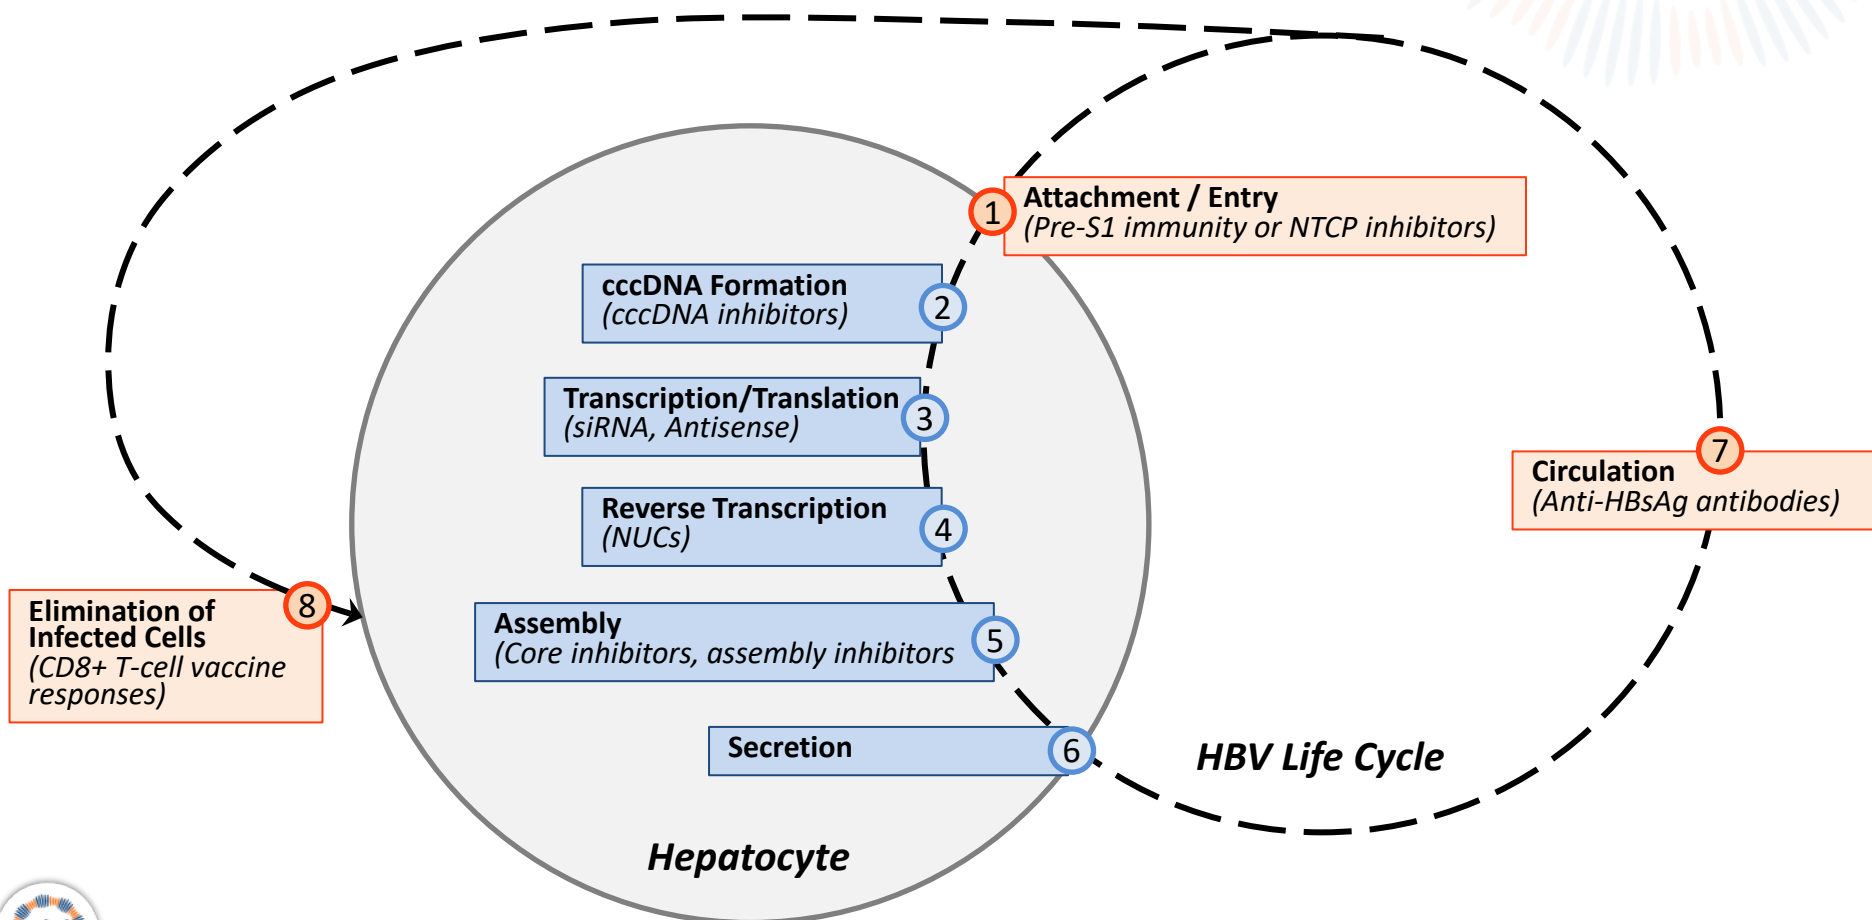 1
Attachment / Entry
(Pre-S1 immunity or NTCP inhibitors)
cccDNA Formation
(cccDNA inhibitors)
2
Transcription/Translation
(siRNA, Antisense)
3
Reverse Transcription
(NUCs)
4
Assembly
(Core inhibitors, assembly inhibitors
5
Secretion
6
7
Circulation
(Anti-HBsAg antibodies)
8
Elimination of
Infected Cells
(CD8+ T-cell vaccine
responses)
HBV Life Cycle
Hepatocyte